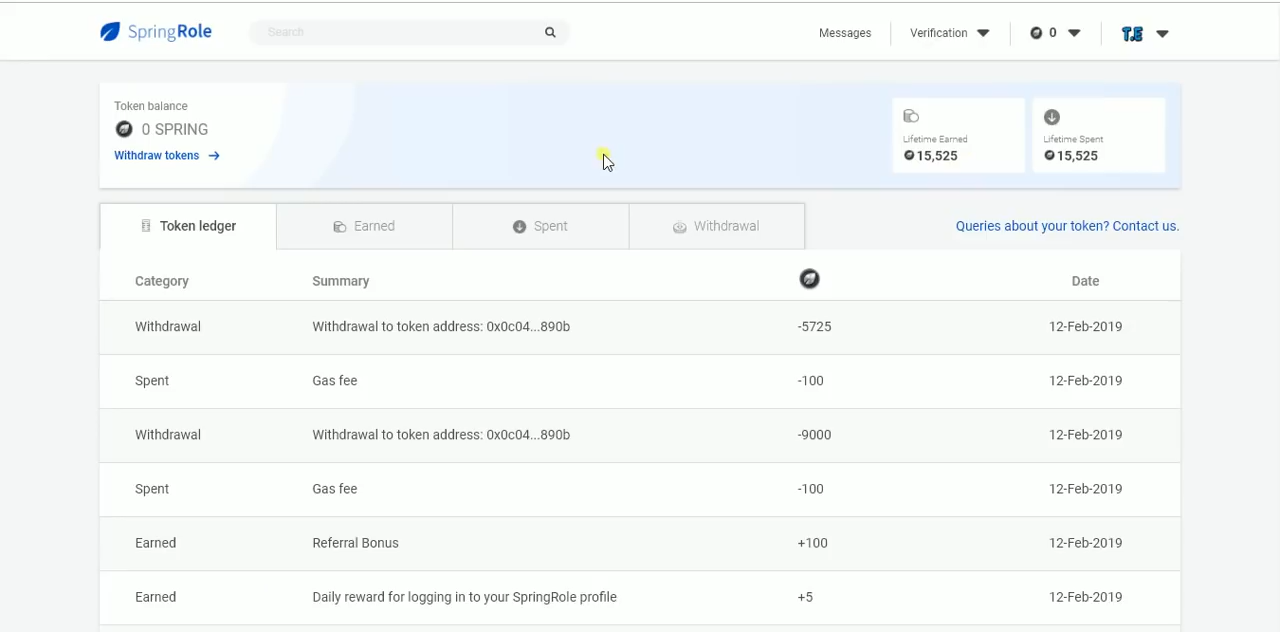 SpringRole Search Messages Verification 0 T.E
Token balance
0 SPRING
Withdraw tokens →
Lifetime Earned
15,525
Lifetime Spent
15,525
Token ledger Earned Spent Withdrawal Queries about your token? Contact us.
Category Summary Date
Withdrawal Withdrawal to token address: 0x0c04...890b -5725 12-Feb-2019
Spent Gas fee -100 12-Feb-2019
Withdrawal Withdrawal to token address: 0x0c04...890b -9000 12-Feb-2019
Spent Gas fee -100 12-Feb-2019
Earned Referral Bonus +100 12-Feb-2019
Earned Daily reward for logging in to your SpringRole profile +5 12-Feb-2019